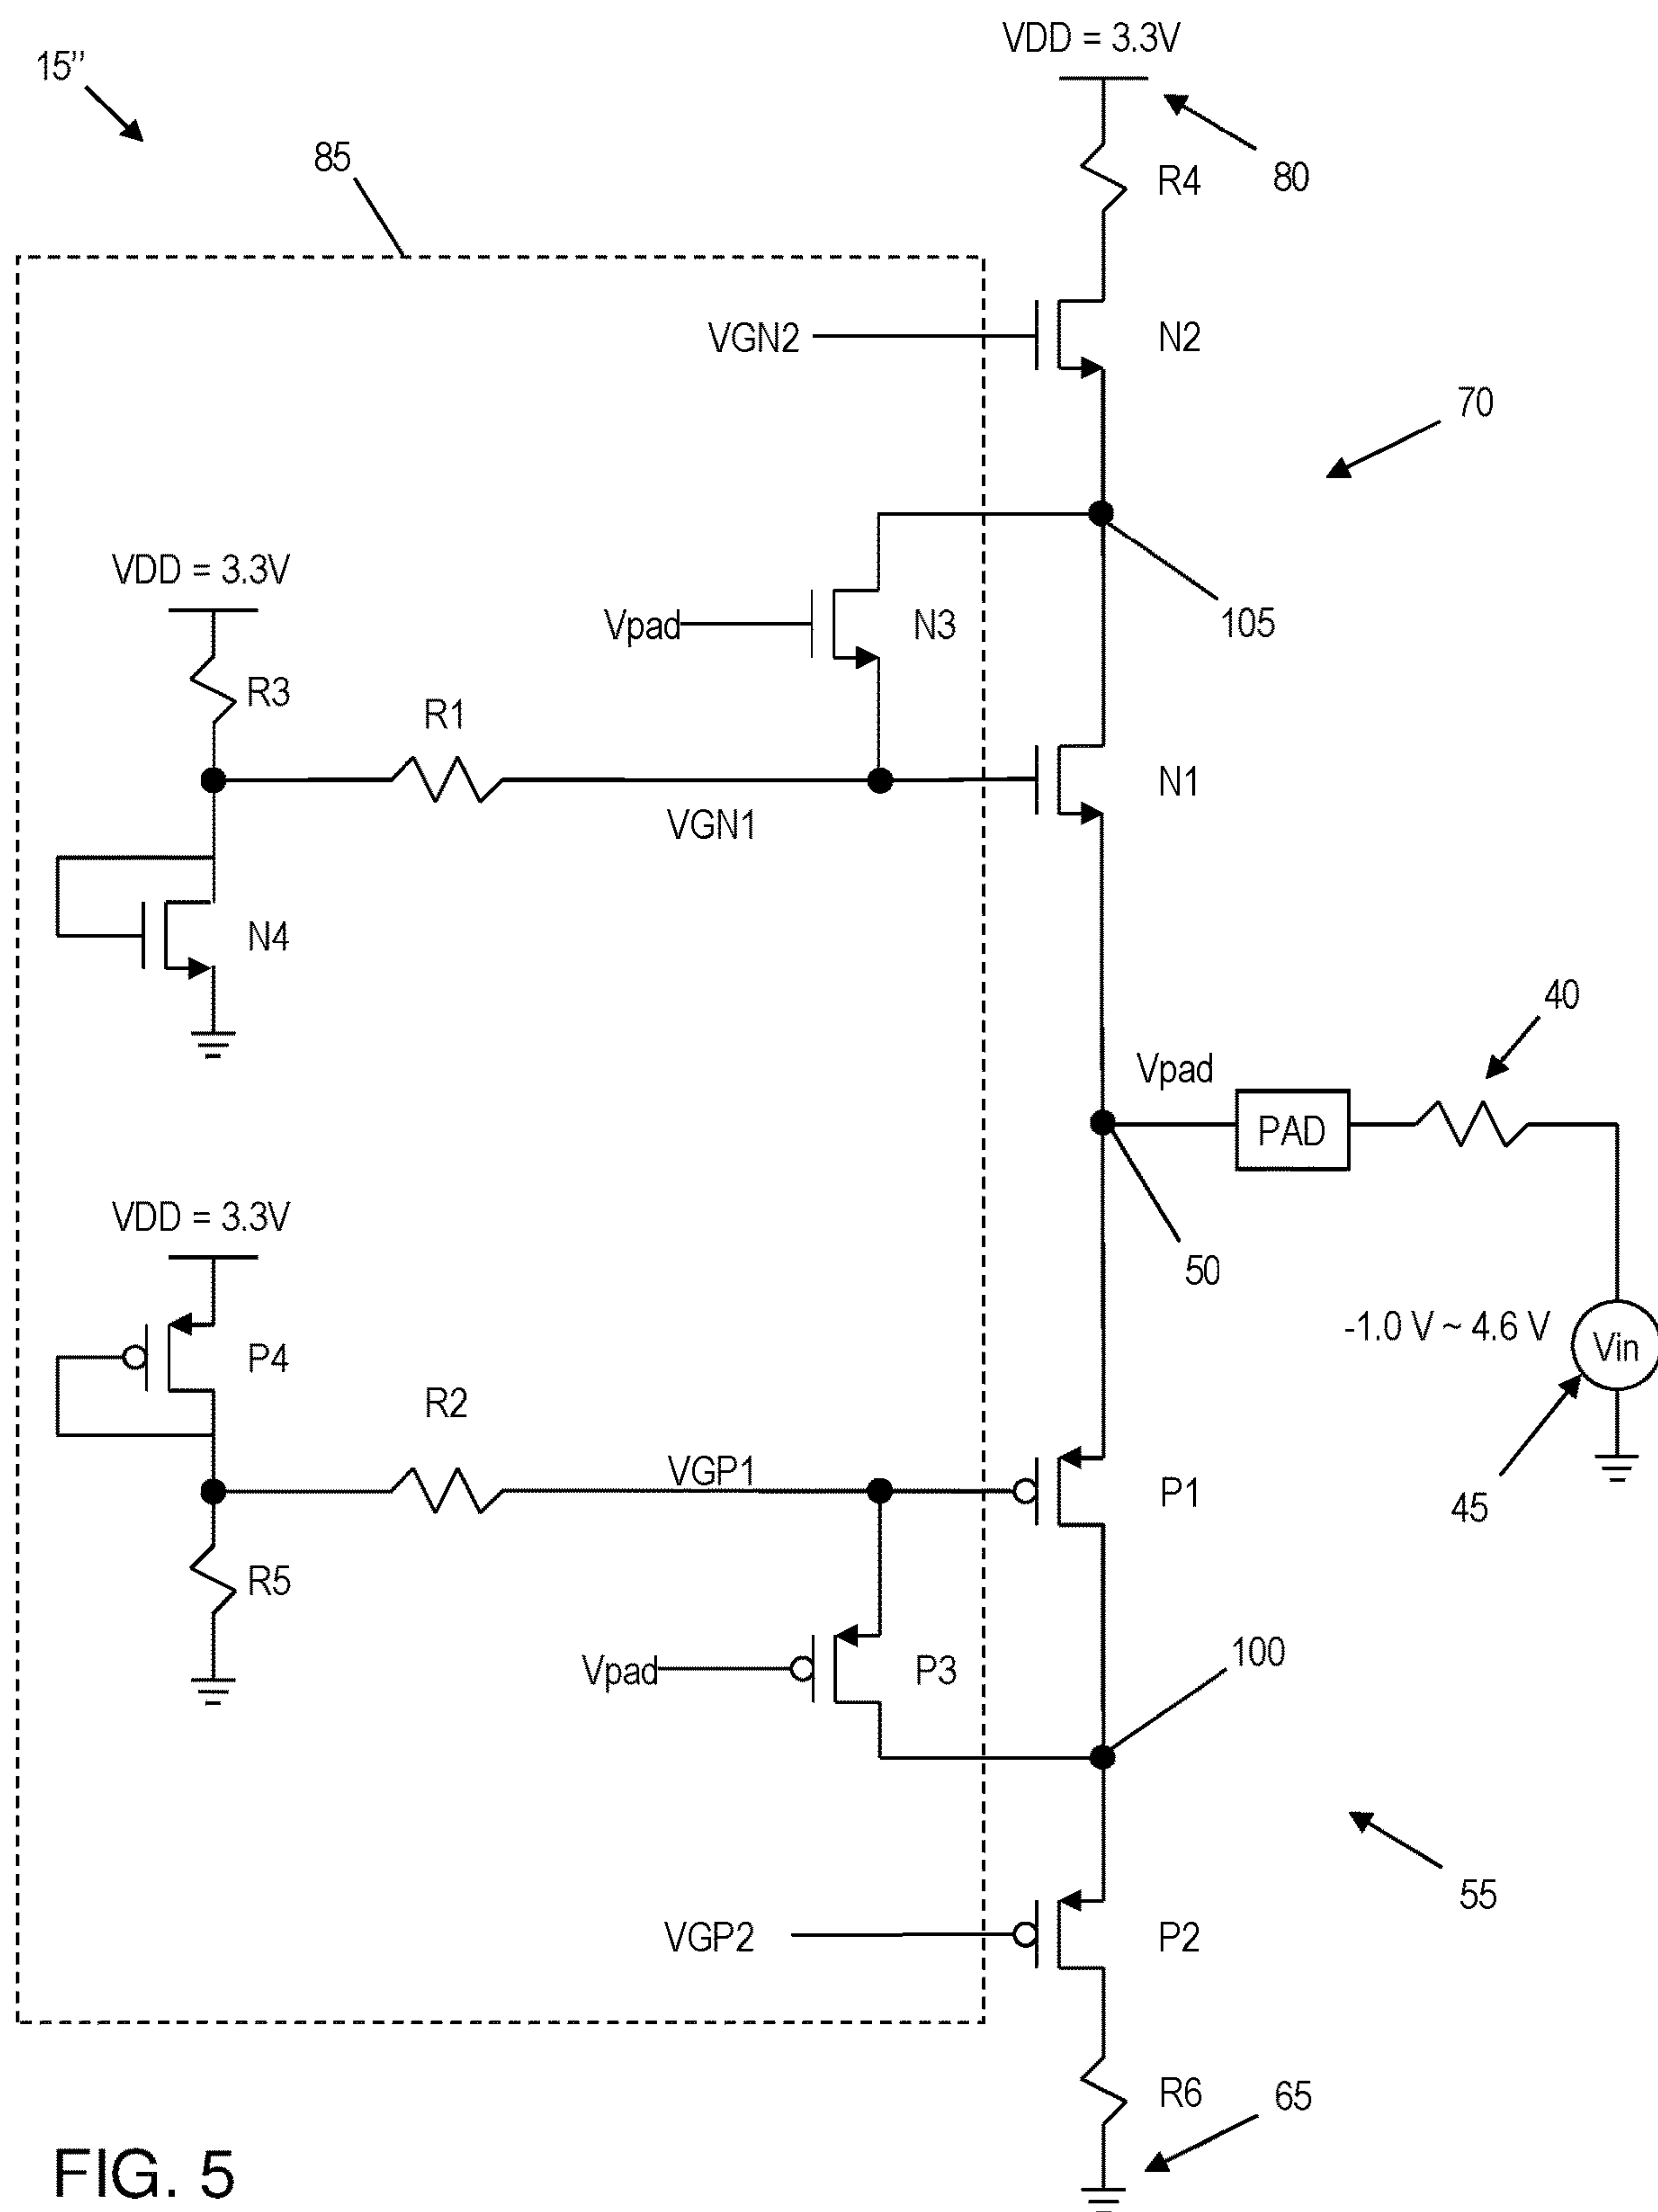 VDD = 3.3V
15”
85
80
R4
VGN2
N2
70
VDD = 3.3V
Vpad
N3
105
R3
R1
N1
VGN1
N4
40
Vpad
PAD
VDD = 3.3V
50
-1.0 V ~ 4.6 V
Vin
P4
R2
VGP1
P1
45
R5
100
Vpad
P3
55
VGP2
P2
R6
65
FIG. 5